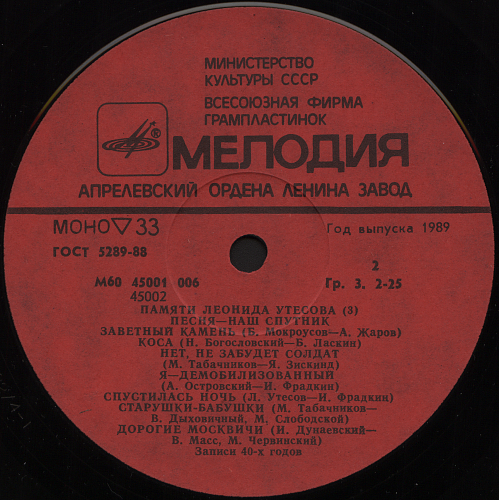 МИНИСТЕРСТВО
КУЛЬТУРЫ СССР
ВСЕСОЮЗНАЯ ФИРМА
ГРАМПЛАСТИНОК
МЕЛОДИЯ
АПРЕЛЕВСКИЙ ОРДЕНА ЛЕНИНА ЗАВОД
МОНО 33
Год выпуска 1989
ГОСТ 5289-88
2
М60 45001 006
Гр. 3. 2-25
45002
ПАМЯТИ ЛЕОНИДА УТЕСОВА (3)
ПЕСНЯ—НАШ СПУТНИК
ЗАВЕТНЫЙ КАМЕНЬ (Б. Мокроусов—А. Жаров)
КОСА (Н. Богословский—Б. Ласкин)
НЕТ, НЕ ЗАБУДЕТ СОЛДАТ
(М. Табачников—Я. Зискинд)
Я—ДЕМОБИЛИЗОВАННЫЙ
(А. Островский—И. Фрадкин)
СПУСТИЛАСЬ НОЧЬ (Л. Утесов—И. Фрадкин)
СТАРУШКИ-БАБУШКИ (М. Табачников—
В. Дыховичный, М. Слободской)
ДОРОГИЕ МОСКВИЧИ (И. Дунаевский—
В. Масс, М. Червинский)
Записи 40-х годов